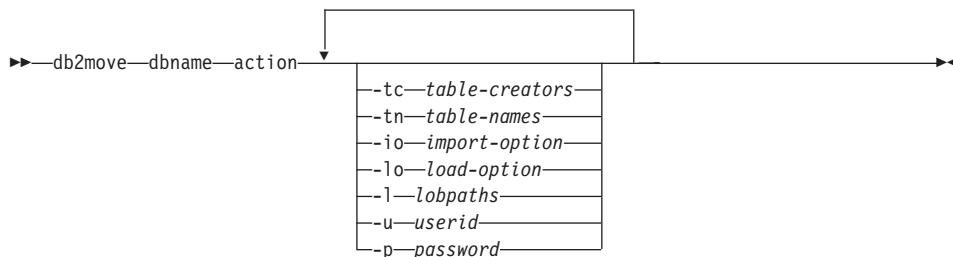 db2move dbname action
-tc table-creators
-tn table-names
-io import-option
-lo load-option
-l lobpaths
-u userid
-p password